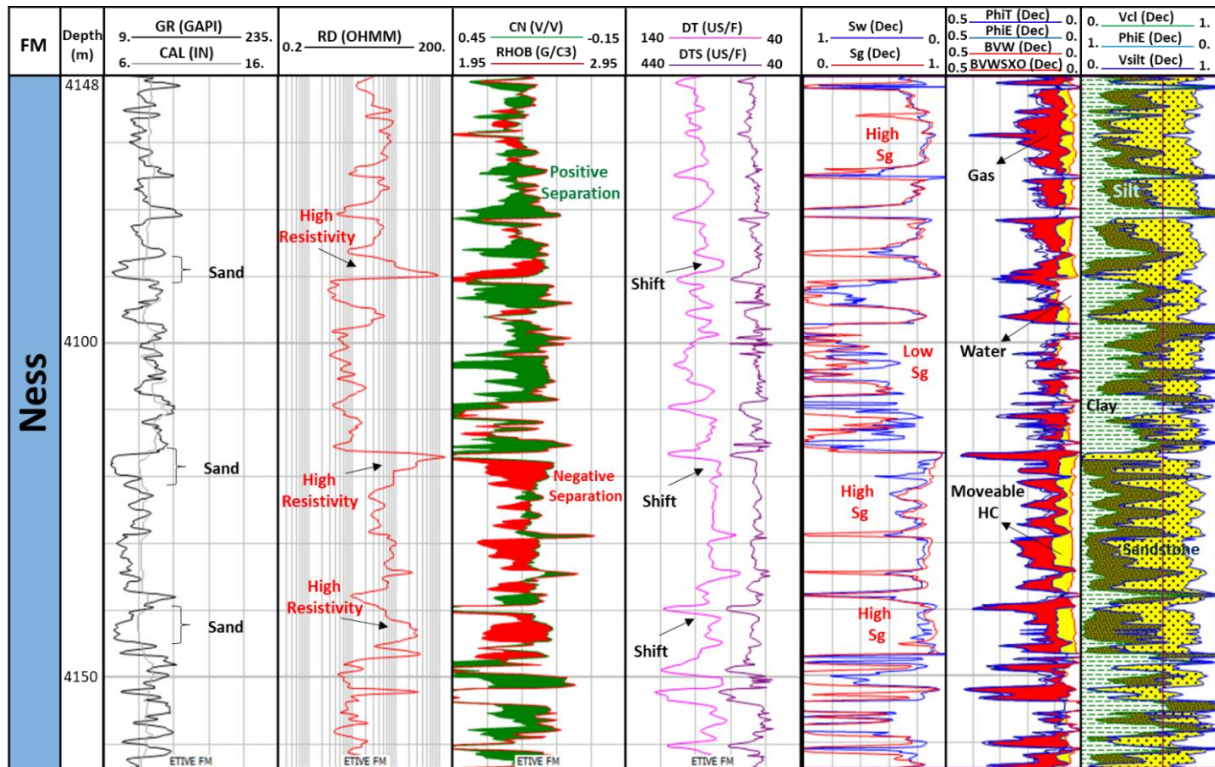 FM
Depth
(m)
GR (GAPI)
9. 235.
CAL (IN)
6. 16.
RD (OHMM)
0.2 200.
CN (V/V)
0.45 -0.15
RHOB (G/C3)
1.95 2.95
DT (US/F)
140 40
DTS (US/F)
440 40
Sw (Dec)
1. 0.
Sg (Dec)
0. 1.
PhiT (Dec)
0.5 0.
PhiE (Dec)
0.5 0.
BVW (Dec)
0.5 0.
BVWSXO (Dec)
0.5 0.
Vcl (Dec)
0. 1.
PhiE (Dec)
1. 0.
Vsilt (Dec)
0. 1.
4148
4100
4150
Ness
Sand
Sand
Sand
High
Resistivity
High
Resistivity
High
Resistivity
Positive
Separation
Negative
Separation
Shift
Shift
Shift
High
Sg
Low
Sg
High
Sg
High
Sg
Gas
Water
Moveable
HC
Silt
Clay
Sandstone
ETIVE FM
ETIVE FM
ETIVE FM
ETIVE FM
ETIVE FM